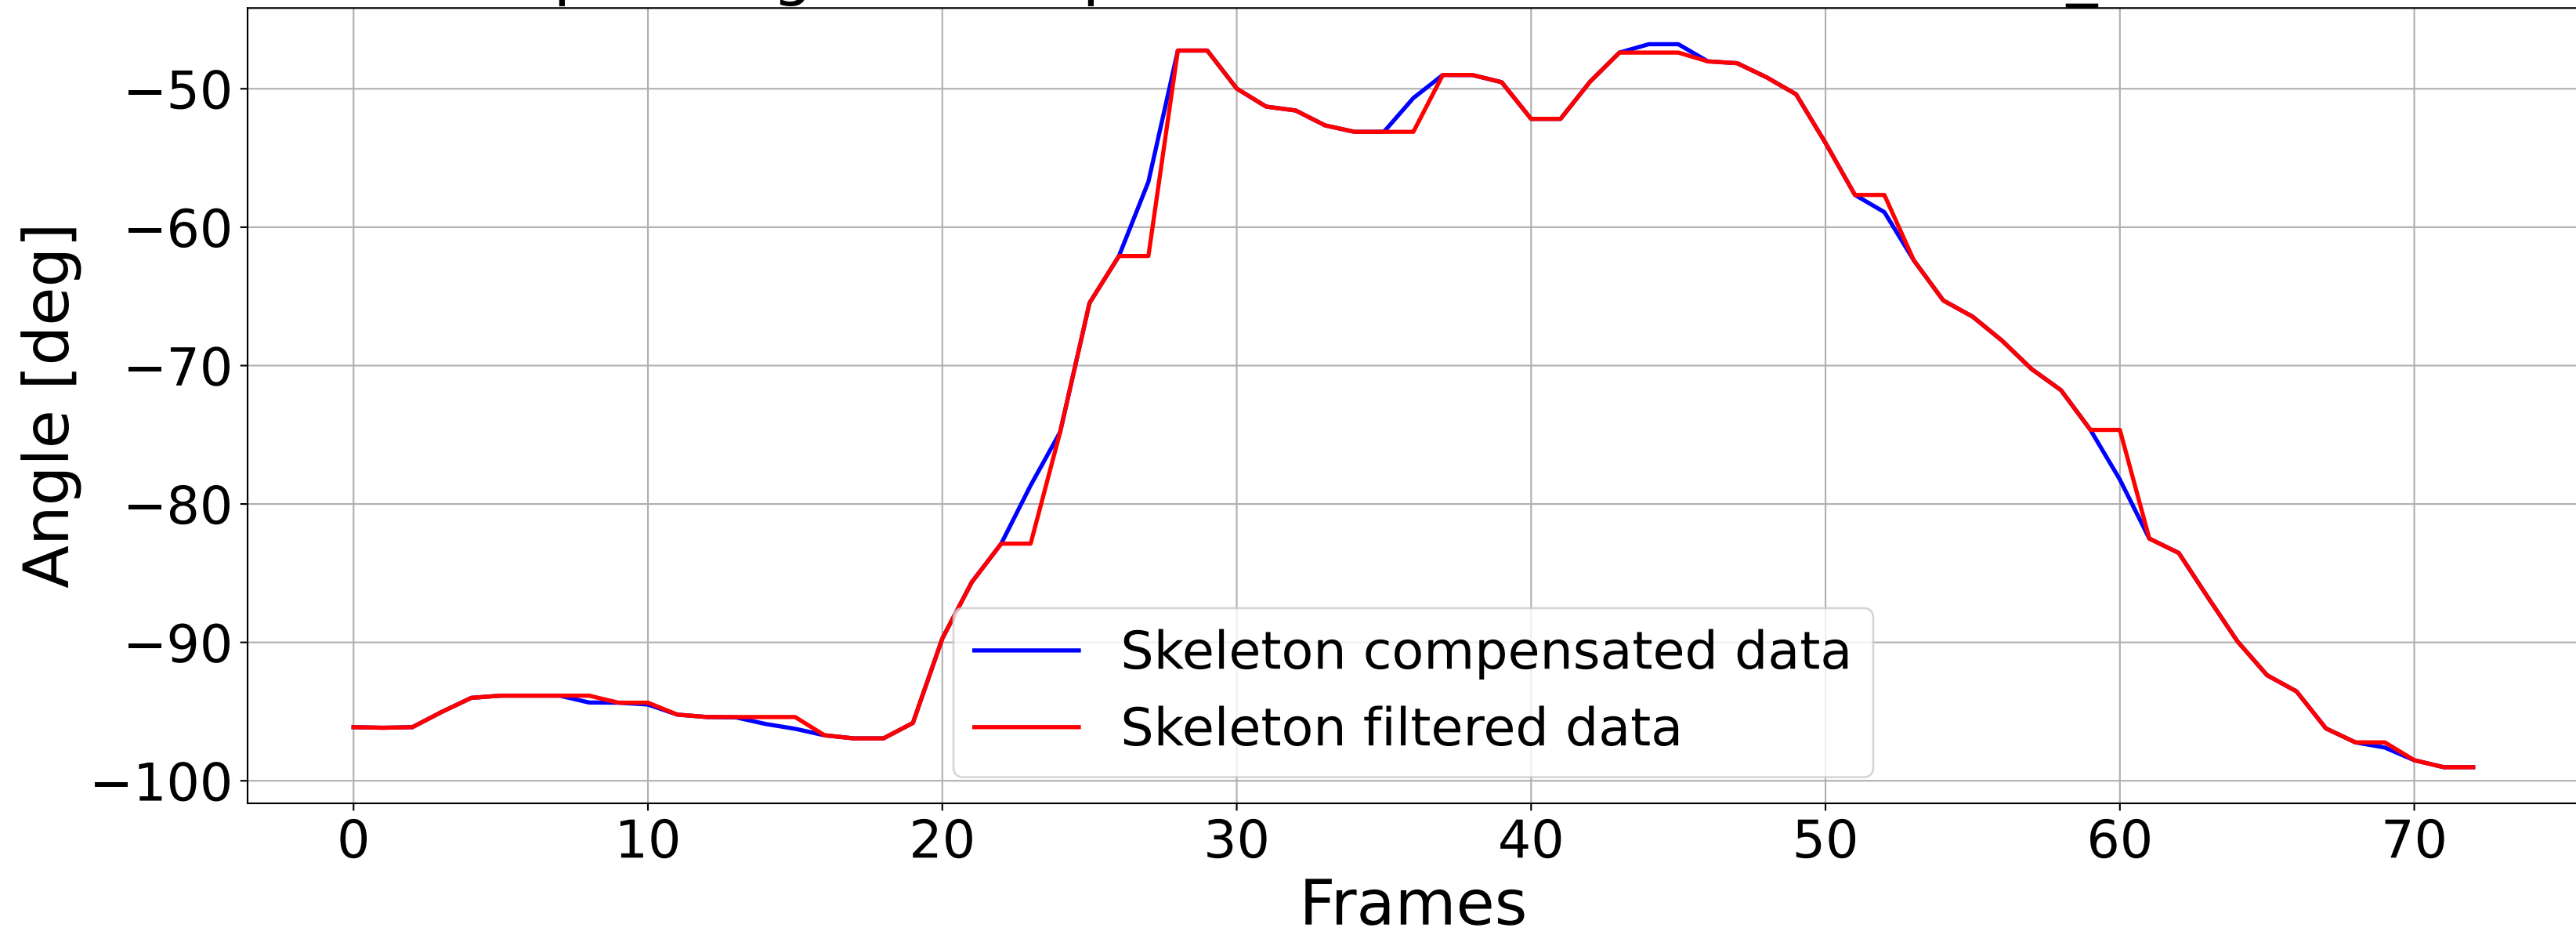 Angle [deg]
−50
−60
−70
−80
−90
−100
Skeleton compensated data
Skeleton filtered data
0 10 20 30 40 50 60 70
Frames